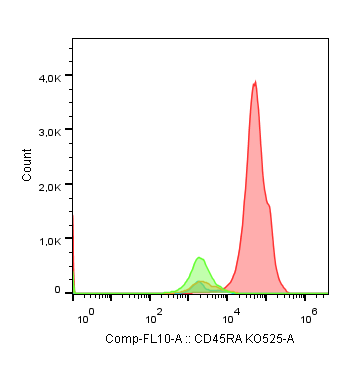 4,0K
3,0K
2,0K
1,0K
0
Count
10^0 10^2 10^4 10^6
Comp-FL10-A :: CD45RA KO525-A